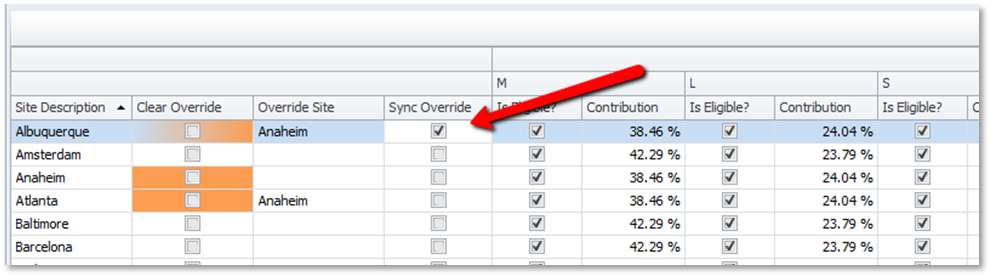 M L S
Site Description Clear Override Override Site Sync Override Is Eligible? Contribution Is Eligible? Contribution Is Eligible? C
Albuquerque Anaheim 38.46 % 24.04 %
Amsterdam 42.29 % 23.79 %
Anaheim 38.46 % 24.04 %
Atlanta Anaheim 38.46 % 24.04 %
Baltimore 42.29 % 23.79 %
Barcelona 42.29 % 23.79 %